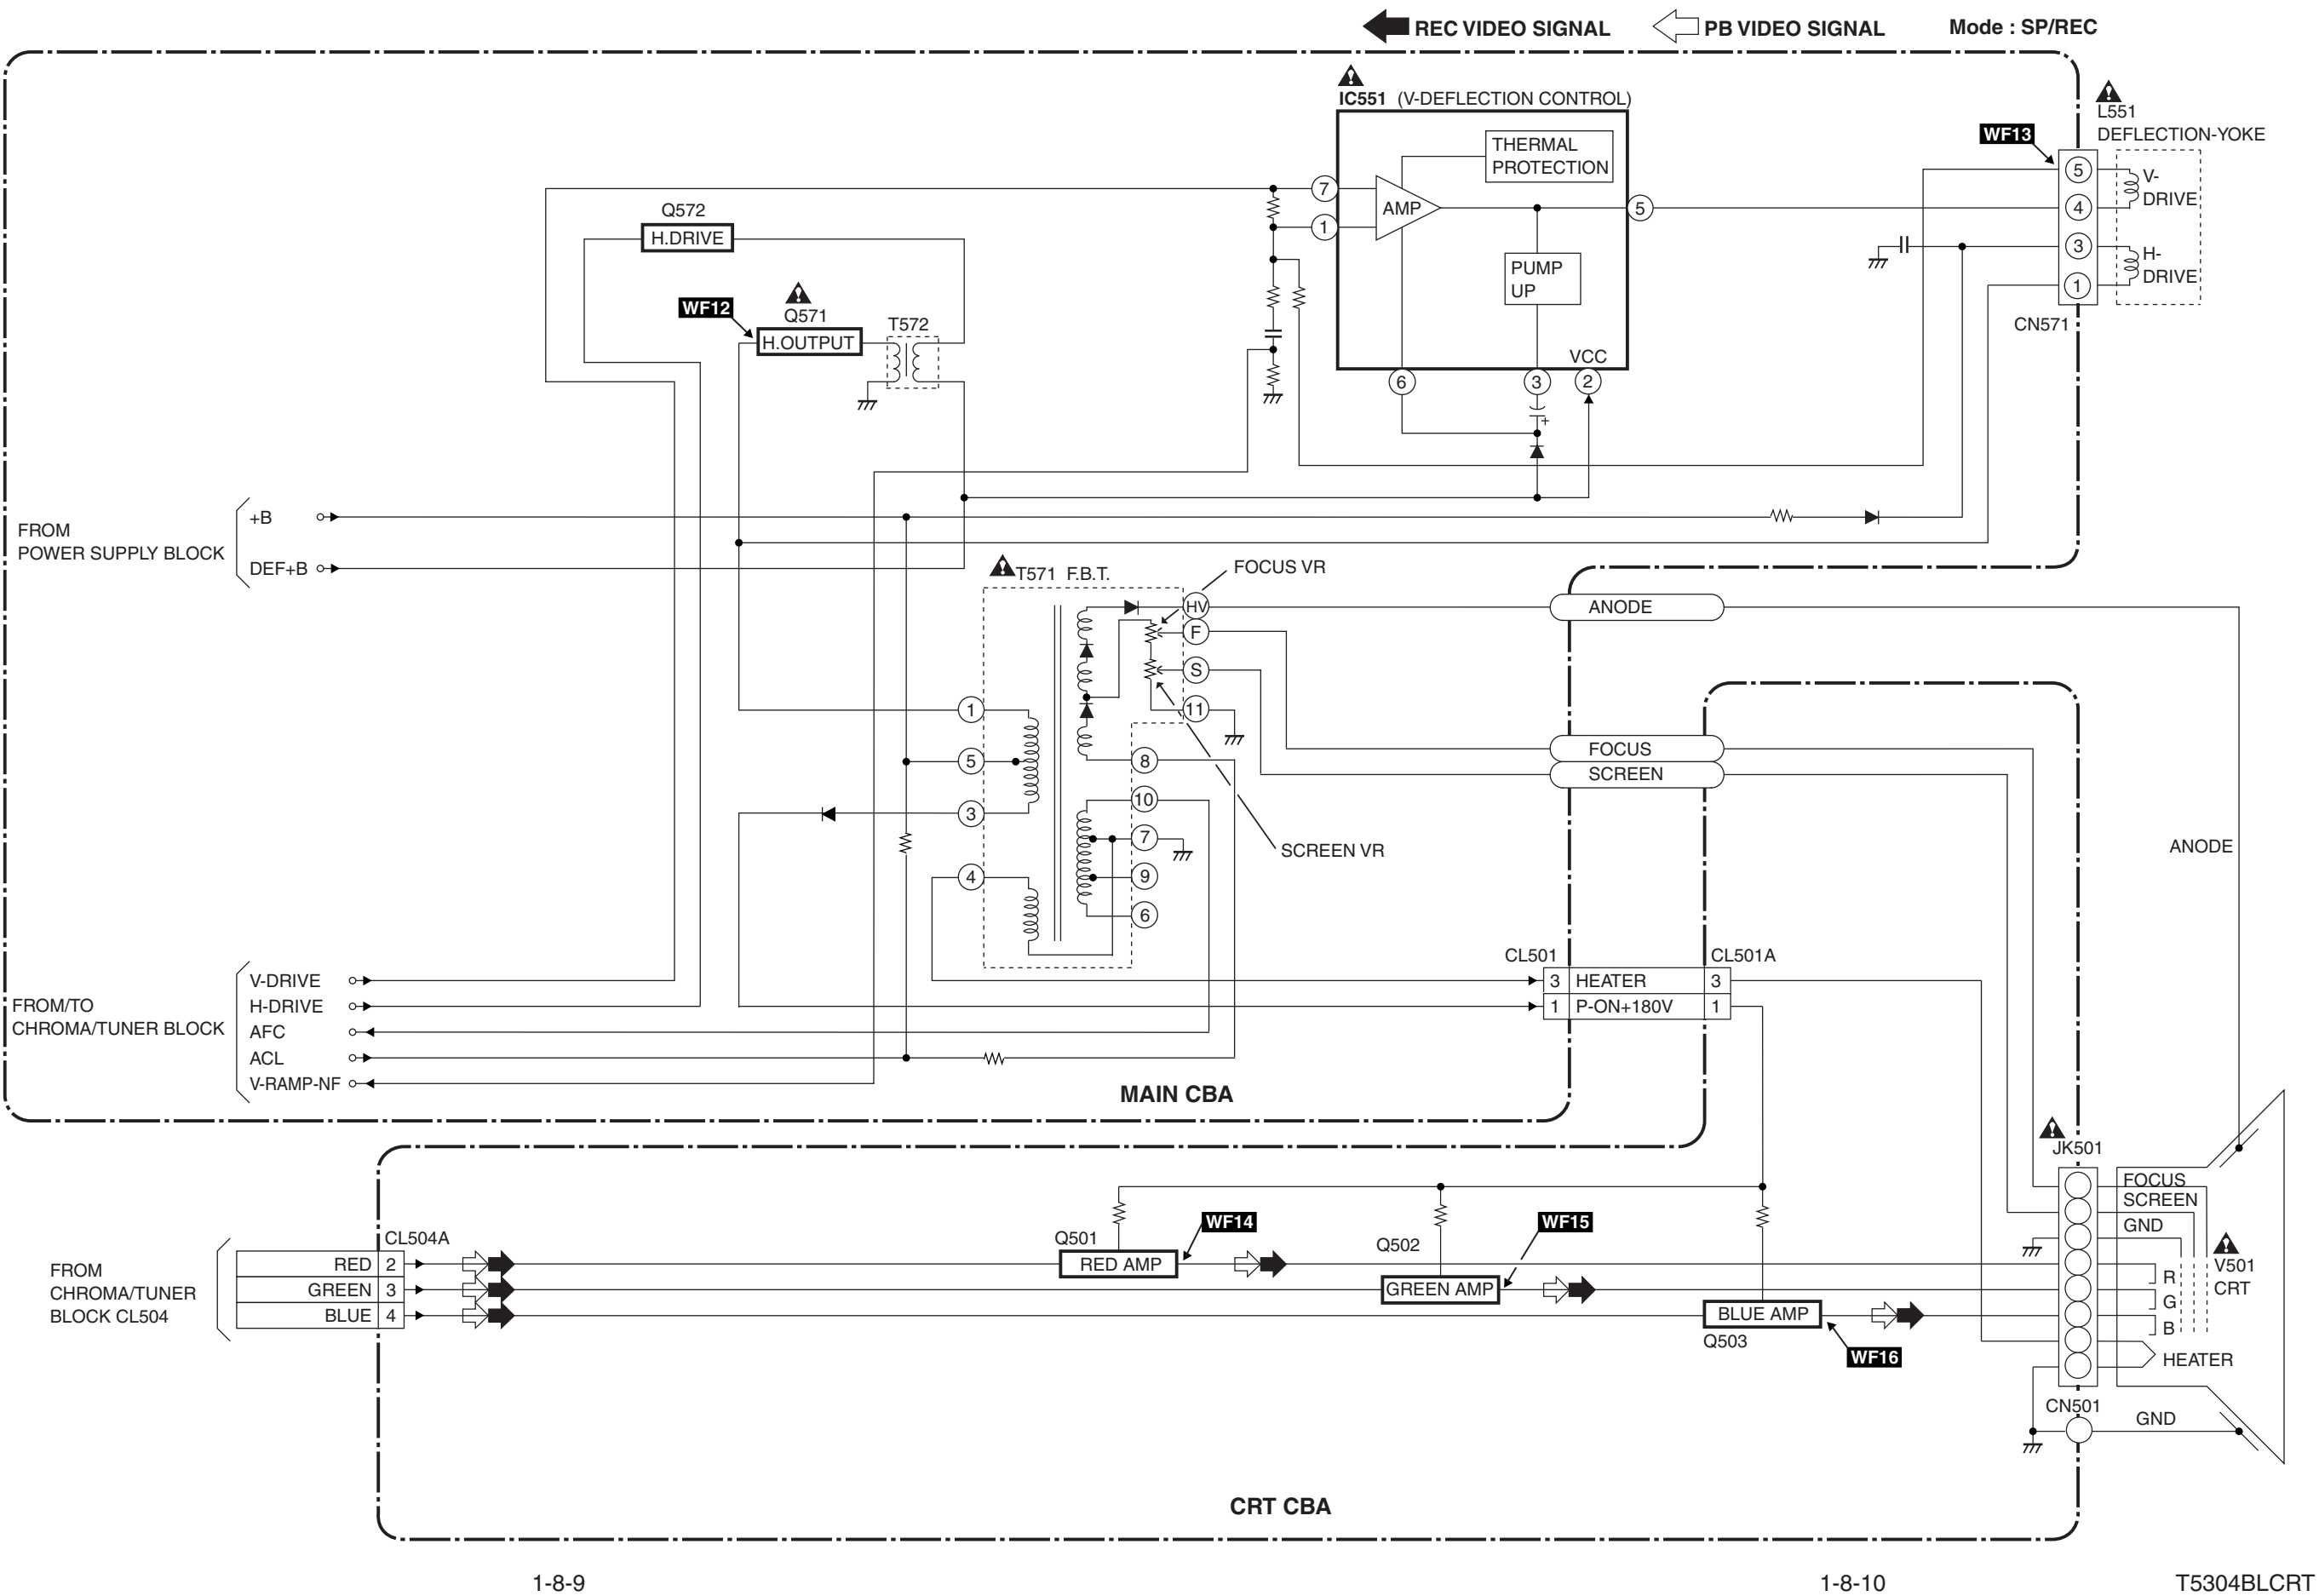 REC VIDEO SIGNAL
PB VIDEO SIGNAL
Mode : SP/REC
IC551 (V-DEFLECTION CONTROL)
THERMAL
PROTECTION
AMP
PUMP
UP
VCC
7
1
5
6
3
2
L551
DEFLECTION-YOKE
WF13
5
4
3
1
V-
DRIVE
H-
DRIVE
CN571
Q572
H.DRIVE
WF12
Q571
H.OUTPUT
T572
+
FROM
POWER SUPPLY BLOCK
+B
DEF+B
T571 F.B.T.
FOCUS VR
HV
F
S
11
1
5
3
4
8
10
7
9
6
SCREEN VR
ANODE
FOCUS
SCREEN
ANODE
CL501
CL501A
3 HEATER 3
1 P-ON+180V 1
FROM/TO
CHROMA/TUNER BLOCK
V-DRIVE
H-DRIVE
AFC
ACL
V-RAMP-NF
MAIN CBA
JK501
FOCUS
SCREEN
GND
R
G
B
HEATER
V501
CRT
CN501
GND
FROM
CHROMA/TUNER
BLOCK CL504
CL504A
RED 2
GREEN 3
BLUE 4
Q501
RED AMP
WF14
Q502
GREEN AMP
WF15
BLUE AMP
Q503
WF16
CRT CBA
1-8-9
1-8-10
T5304BLCRT